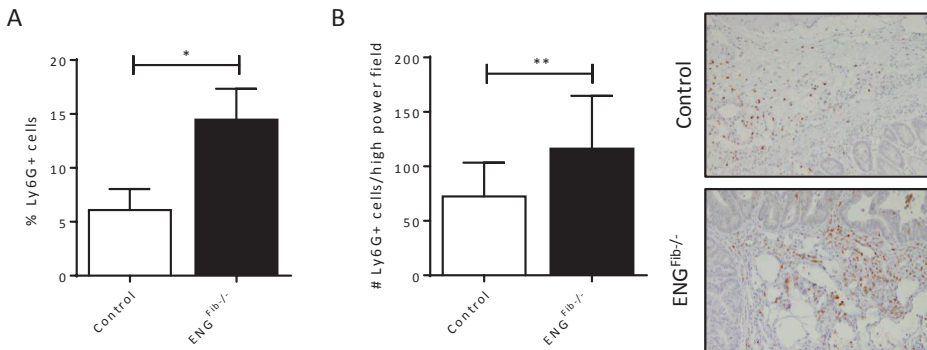 A
% Ly6G+ cells
20
15
10
5
0
*
Control
ENG Fib-/-
B
# Ly6G+ cells/high power field
200
150
100
50
0
**
Control
ENG Fib-/-
Control
ENG Fib-/-